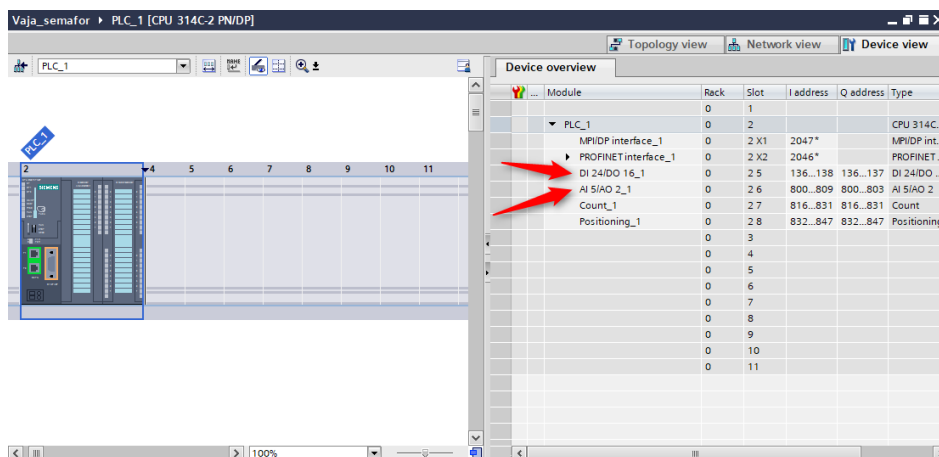 Vaja_semafor ▸ PLC_1 [CPU 314C-2 PN/DP]
Topology view Network view Device view
PLC_1
Device overview
... Module Rack Slot I address Q address Type
0 1
PLC_1 0 2 CPU 314C.
MPI/DP interface_1 0 2 X1 2047* MPI/DP int.
PROFINET interface_1 0 2 X2 2046* PROFINET.
DI 24/DO 16_1 0 2 5 136...138 136...137 DI 24/DO .
AI 5/AO 2_1 0 2 6 800...809 800...803 AI 5/AO 2
Count_1 0 2 7 816...831 816...831 Count
Positioning_1 0 2 8 832...847 832...847 Positioning
0 3
0 4
0 5
0 6
0 7
0 8
0 9
0 10
0 11
PLC_1
2 4 5 6 7 8 9 10 11
SIEMENS
100%